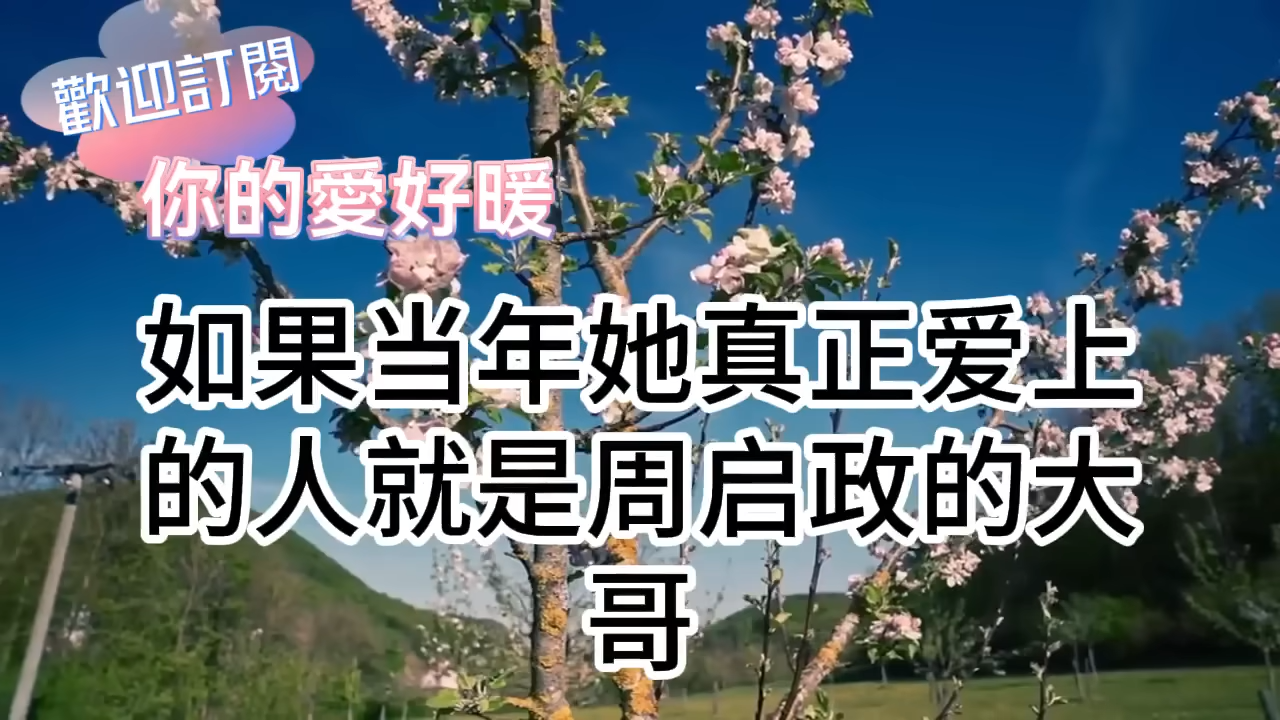 歡迎訂閱
你的愛好暖
如果当年她真正爱上
的人就是周启政的大
哥